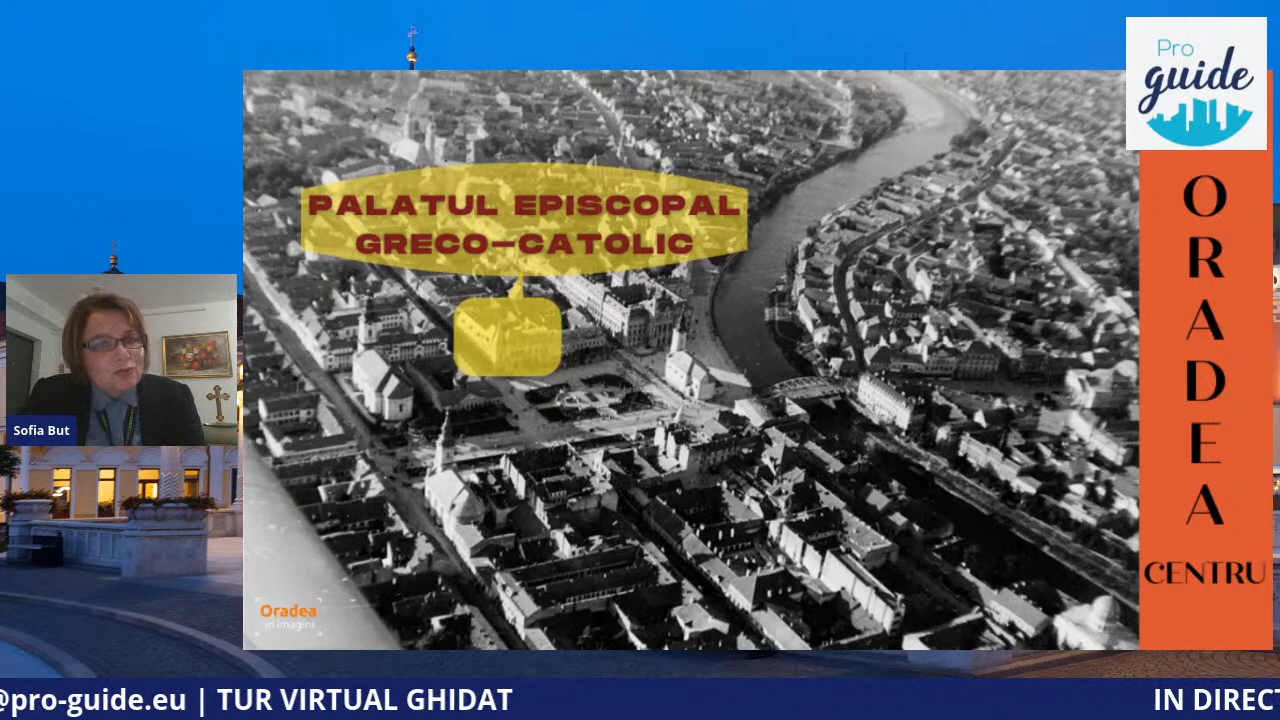 Pro
guide
PALATUL EPISCOPAL
GRECO-CATOLIC
O
R
A
D
E
A
CENTRU
Sofia But
Oradea
în imagini
@pro-guide.eu | TUR VIRTUAL GHIDAT
IN DIRECT